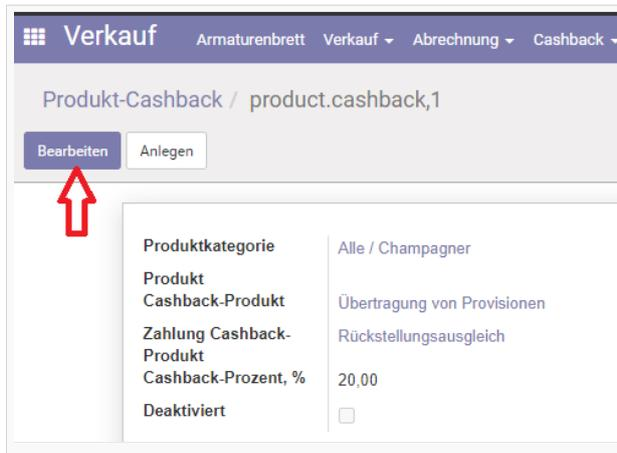 Verkauf Armaturenbrett Verkauf Abrechnung Cashback
Produkt-Cashback / product.cashback,1
Bearbeiten Anlegen
Produktkategorie Alle / Champagner
Produkt
Cashback-Produkt Übertragung von Provisionen
Zahlung Cashback- Rückstellungsausgleich
Produkt
Cashback-Prozent, % 20,00
Deaktiviert